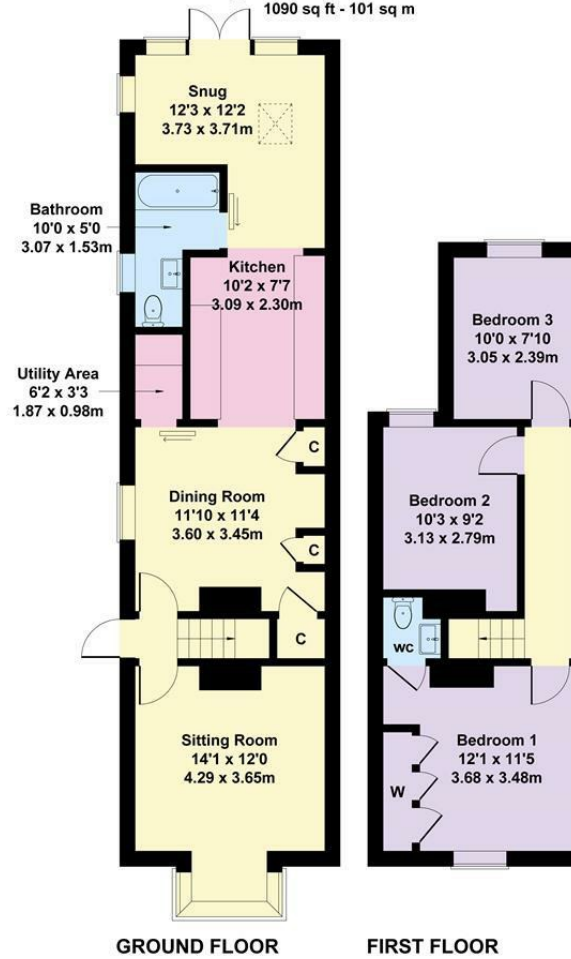 1090 sq ft - 101 sq m
Snug
12'3 x 12'2
3.73 x 3.71m
Bathroom
10'0 x 5'0
3.07 x 1.53m
Kitchen
10'2 x 7'7
3.09 x 2.30m
Utility Area
6'2 x 3'3
1.87 x 0.98m
C
Dining Room
11'10 x 11'4
3.60 x 3.45m
C
C
Sitting Room
14'1 x 12'0
4.29 x 3.65m
GROUND FLOOR
Bedroom 3
10'0 x 7'10
3.05 x 2.39m
Bedroom 2
10'3 x 9'2
3.13 x 2.79m
WC
Bedroom 1
12'1 x 11'5
3.68 x 3.48m
W
FIRST FLOOR